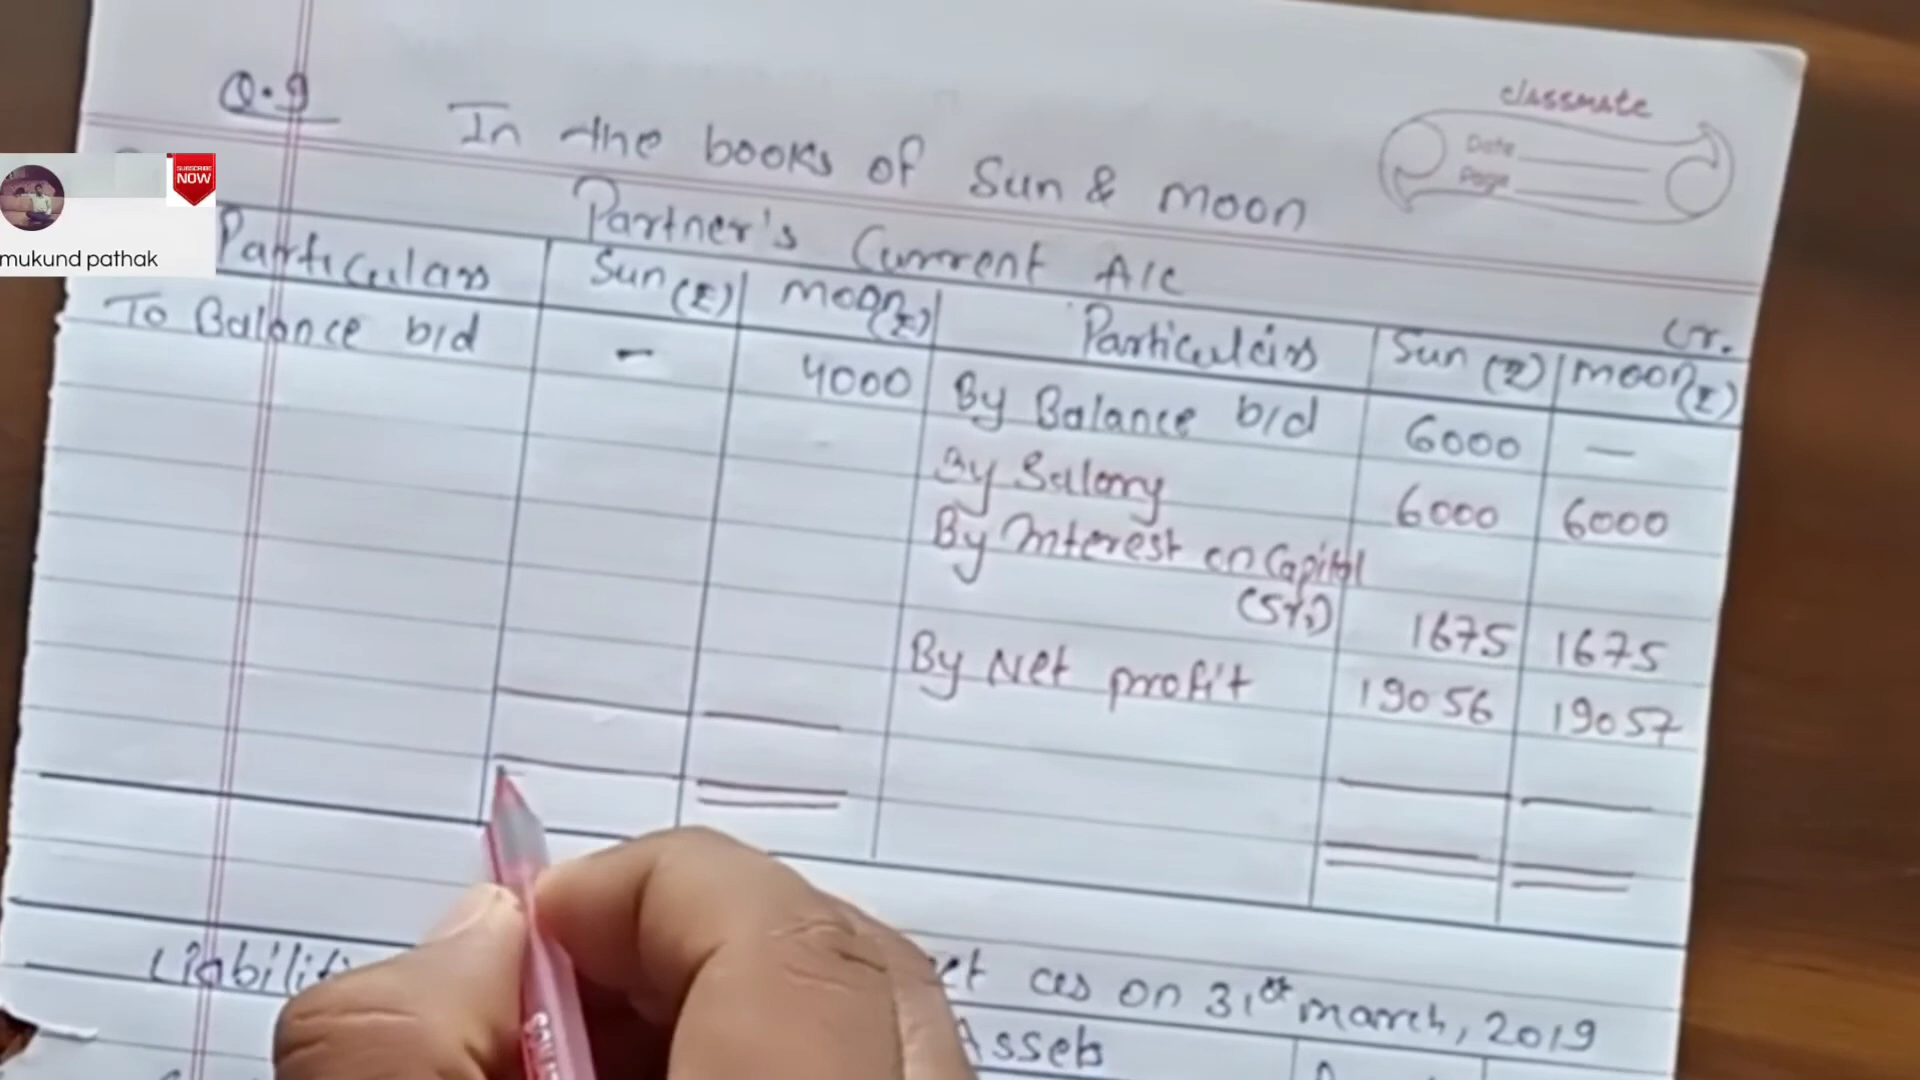 classmate
Date
Page
Q.9 In the books of Sun & moon
Partner's Current A/c
Cr.
Particulars Sun (₹) moon (₹) Particulars Sun (₹) moon (₹)
To Balance b/d - 4000 By Balance b/d 6000 —
By Salary 6000 6000
By Interest on Capital
(5%) 1675 1675
By Net profit 19056 19057
as on 31st march, 2019
Assets
SUBSCRIBE
NOW
mukund pathak